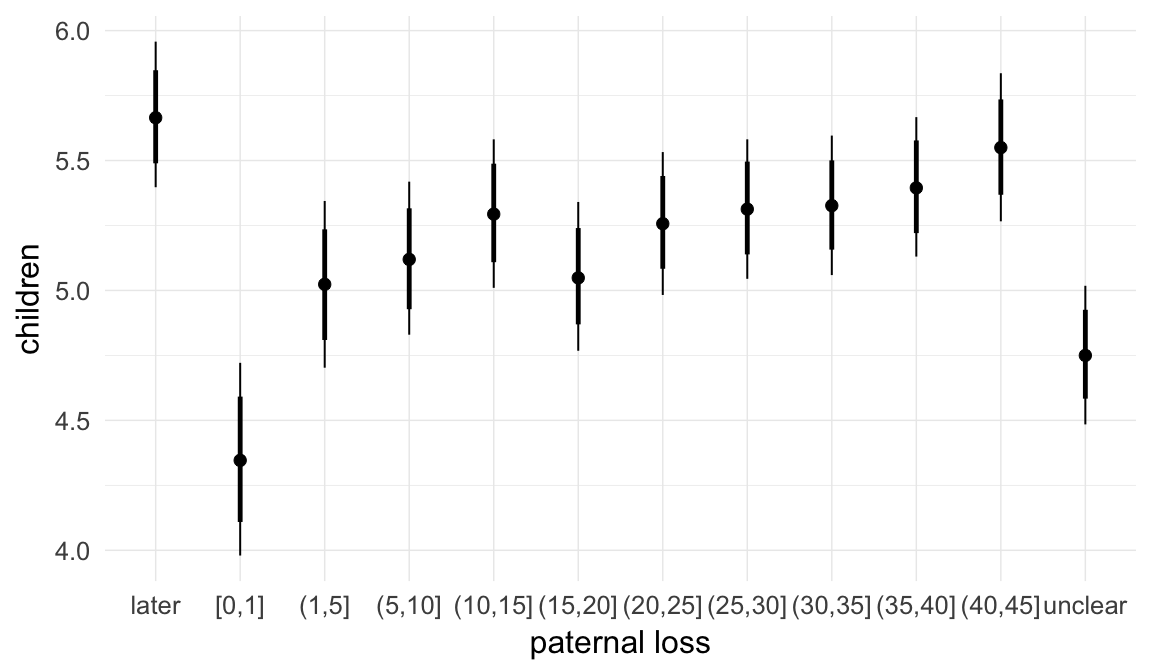 6.0
5.5
5.0
4.5
4.0
children
later [0,1] (1,5] (5,10] (10,15] (15,20] (20,25] (25,30] (30,35] (35,40] (40,45] unclear
paternal loss